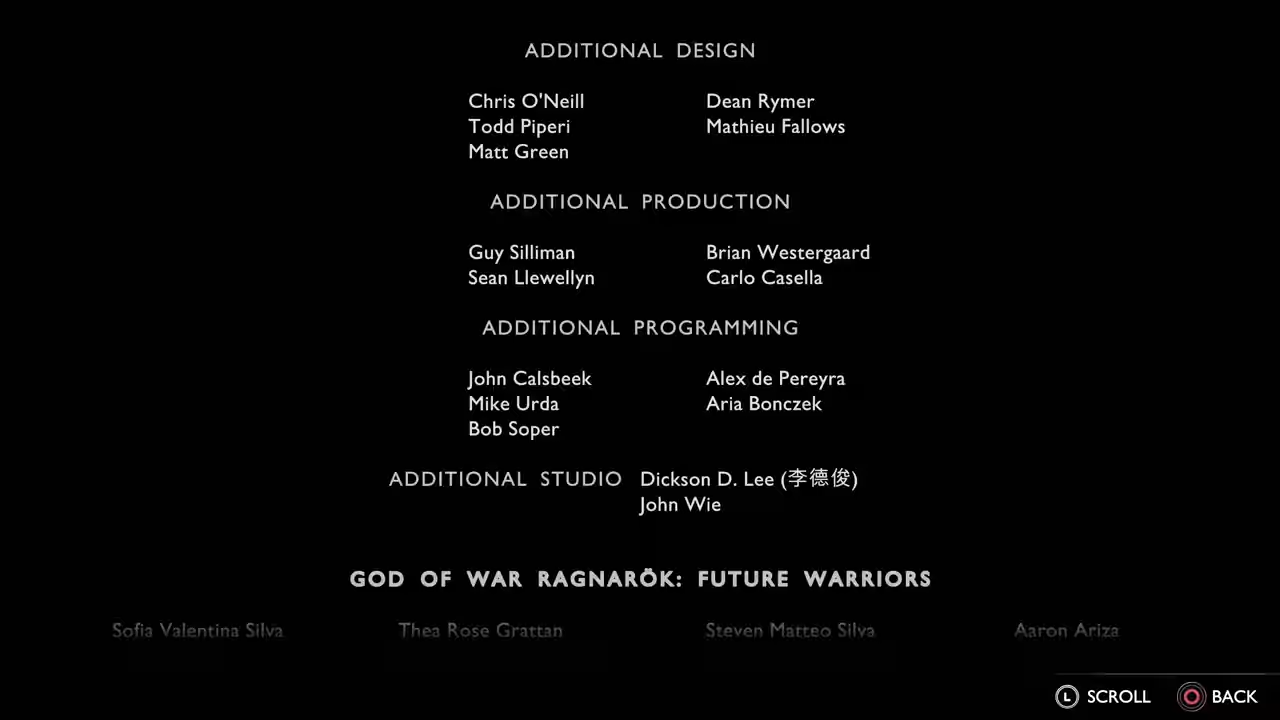 ADDITIONAL DESIGN
Chris O'Neill Dean Rymer
Todd Piperi Mathieu Fallows
Matt Green
ADDITIONAL PRODUCTION
Guy Silliman Brian Westergaard
Sean Llewellyn Carlo Casella
ADDITIONAL PROGRAMMING
John Calsbeek Alex de Pereyra
Mike Urda Aria Bonczek
Bob Soper
ADDITIONAL STUDIO Dickson D. Lee (李德俊)
John Wie
GOD OF WAR RAGNARÖK: FUTURE WARRIORS
Sofia Valentina Silva Thea Rose Grattan Steven Matteo Silva Aaron Ariza
L SCROLL BACK